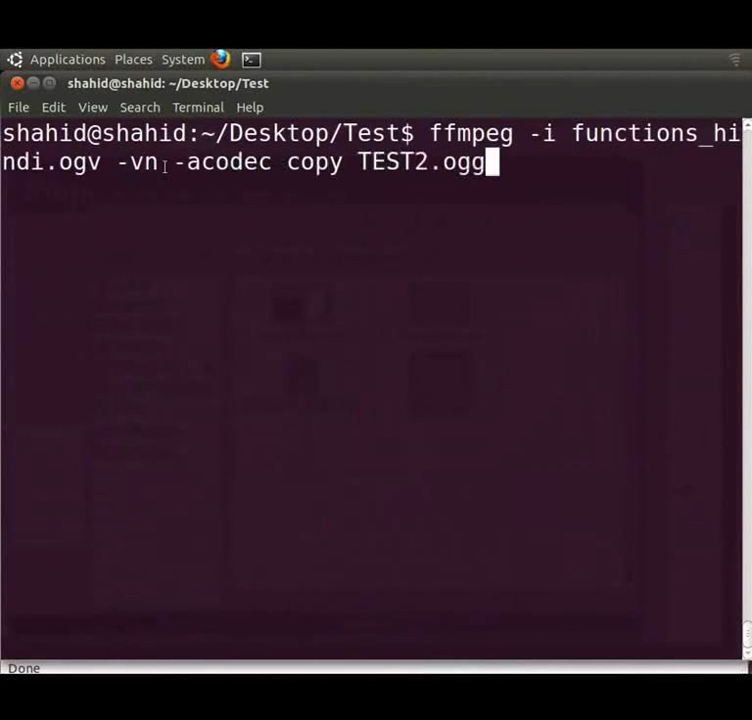 Applications Places System
shahid@shahid: ~/Desktop/Test
File Edit View Search Terminal Help
shahid@shahid:~/Desktop/Test$ ffmpeg -i functions_hi
ndi.ogv -vn -acodec copy TEST2.ogg
Done